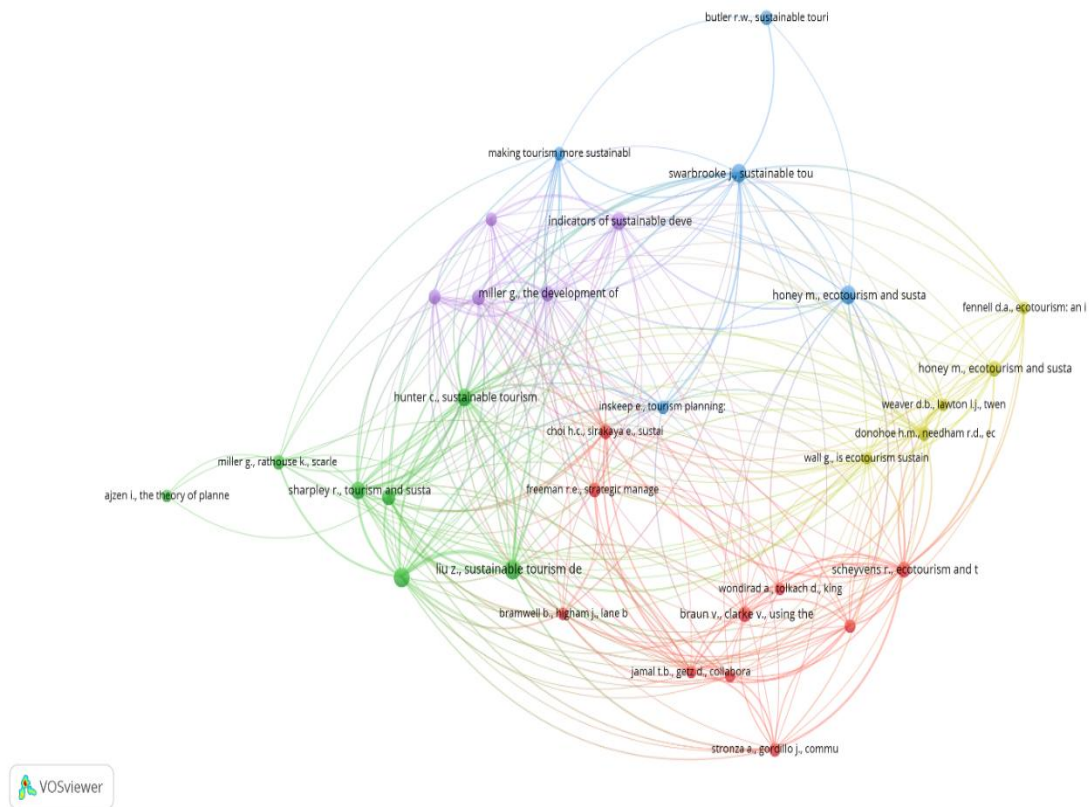 butler r.w., sustainable touri
making tourism more sustainabl
swarbrooke j., sustainable tou
indicators of sustainable deve
miller g., the development of
honey m., ecotourism and susta
fennell d.a., ecotourism: an i
honey m., ecotourism and susta
hunter c., sustainable tourism
inskeep e., tourism planning:
weaver d.b., lawton l.j., twen
choi h.c., sirakaya e., sustai
donohoe h.m., needham r.d., ec
miller g., rathouse k., scarle
wall g., is ecotourism sustain
ajzen i., the theory of planne
sharpley r., tourism and susta
freeman r.e., strategic manage
liu z., sustainable tourism de
scheyvens r., ecotourism and t
wondirad a., tolkach d., king
bramwell b., higham j., lane b
braun v., clarke v., using the
jamal t.b., getz d., collabora
stronza a., gordillo j., commu
VOSviewer